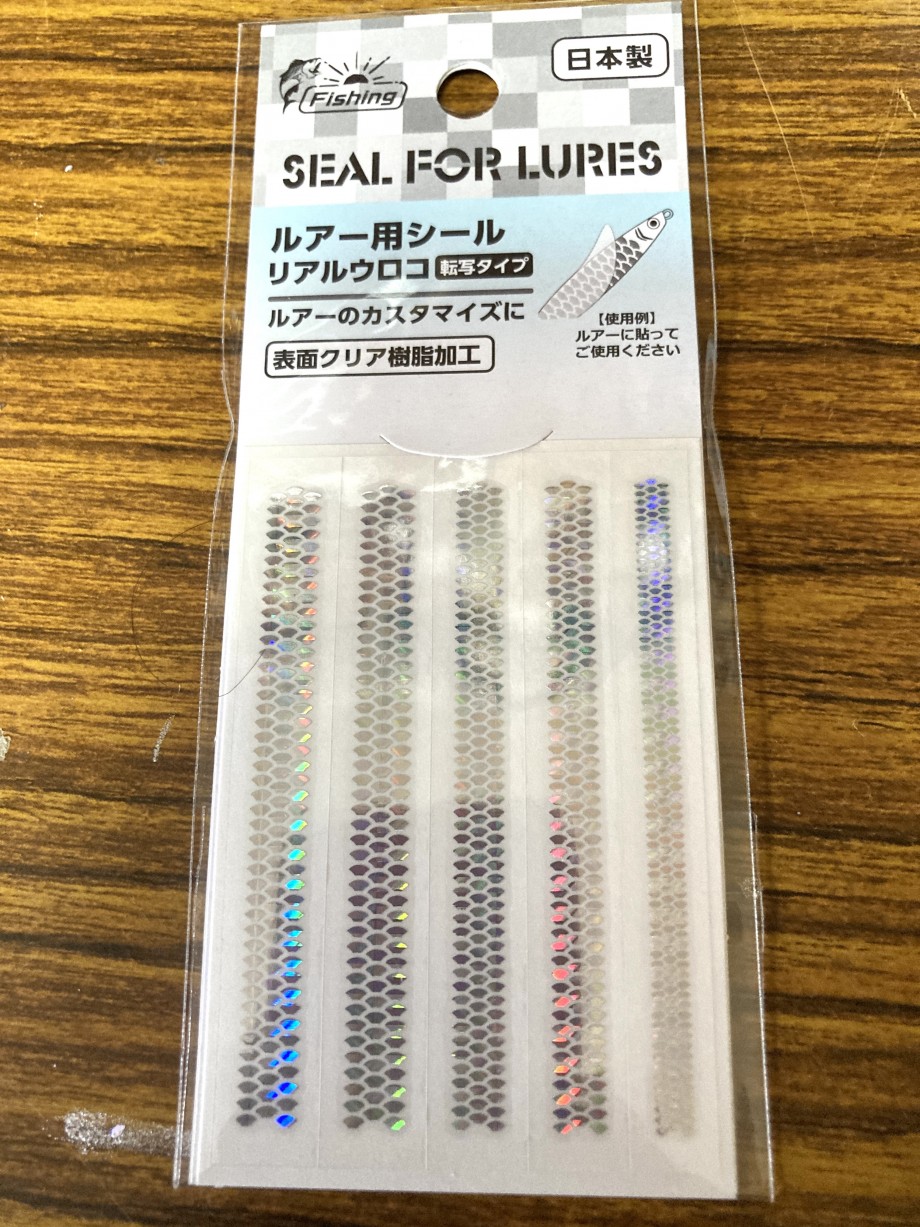 Fishing
日本製
SEAL FOR LURES
ルアー用シール
リアルウロコ 転写タイプ
ルアーのカスタマイズに
表面クリア樹脂加工
【使用例】
ルアーに貼って
ご使用ください